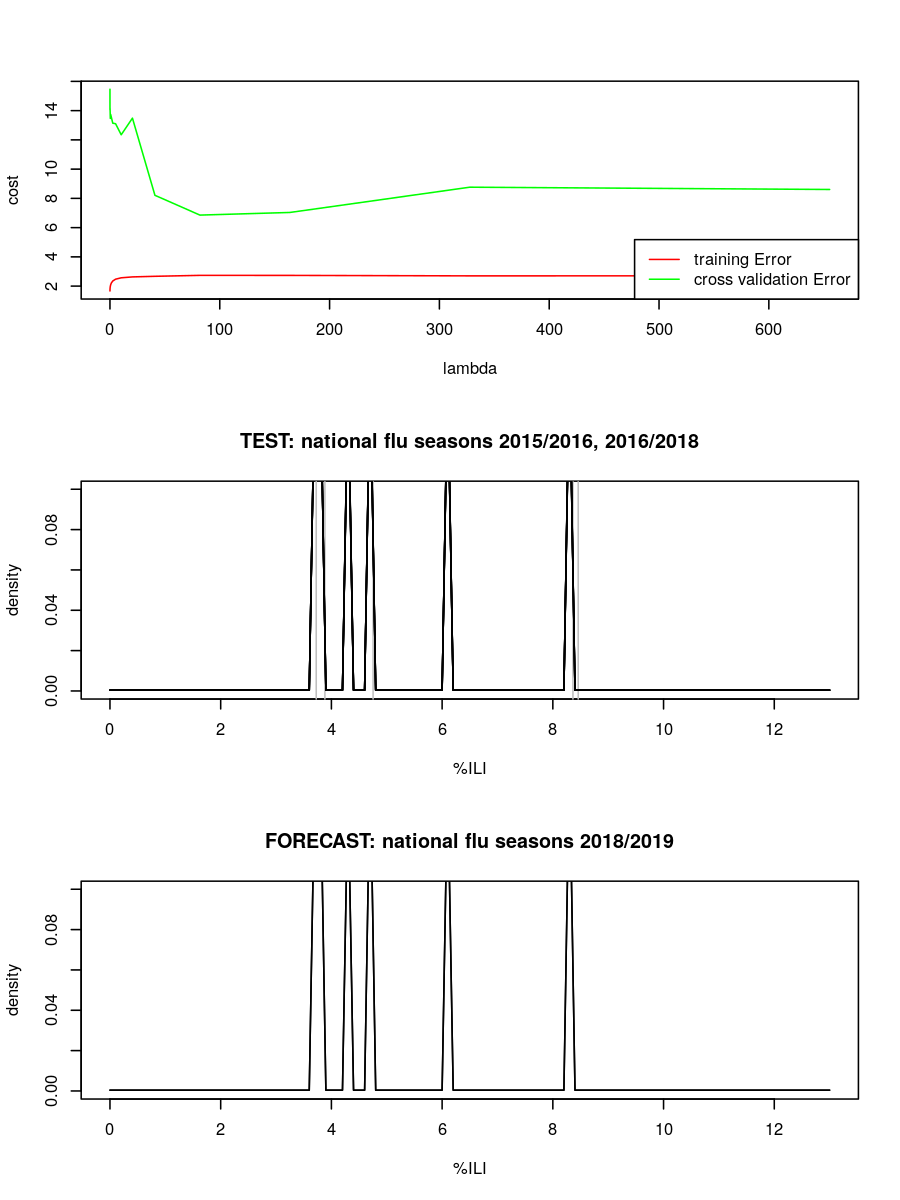 cost
14
10
8
6
4
2
training Error
cross validation Error
0 100 200 300 400 500 600
lambda
TEST: national flu seasons 2015/2016, 2016/2018
density
0.08
0.04
0.00
0 2 4 6 8 10 12
%ILI
FORECAST: national flu seasons 2018/2019
density
0.08
0.04
0.00
0 2 4 6 8 10 12
%ILI